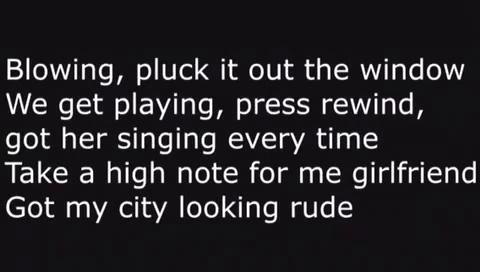 Blowing, pluck it out the window
We get playing, press rewind,
got her singing every time
Take a high note for me girlfriend
Got my city looking rude